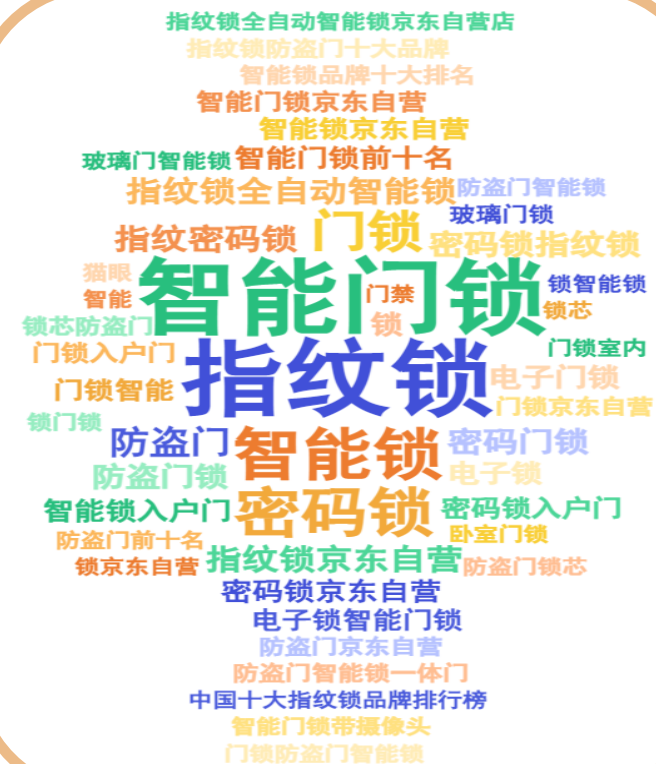 指纹锁全自动智能锁京东自营店
指纹锁防盗门十大品牌
智能锁品牌十大排名
智能门锁京东自营
智能锁京东自营
玻璃门智能锁 智能门锁前十名
指纹锁全自动智能锁 防盗门智能锁
玻璃门锁
指纹密码锁 门锁 密码锁指纹锁
猫眼
智能 智能门锁 门禁 锁智能锁
锁芯防盗门 锁 锁芯
门锁入户门 门锁室内
门锁智能 指纹锁 电子门锁
门锁京东自营
锁门锁
防盗门 智能锁 密码门锁
防盗门锁 电子锁
智能锁入户门 密码锁 密码锁入户门
防盗门前十名 卧室门锁
锁京东自营 指纹锁京东自营 防盗门锁芯
密码锁京东自营
电子锁智能门锁
防盗门京东自营
防盗门智能锁一体门
中国十大指纹锁品牌排行榜
智能门锁带摄像头
门锁防盗门智能锁